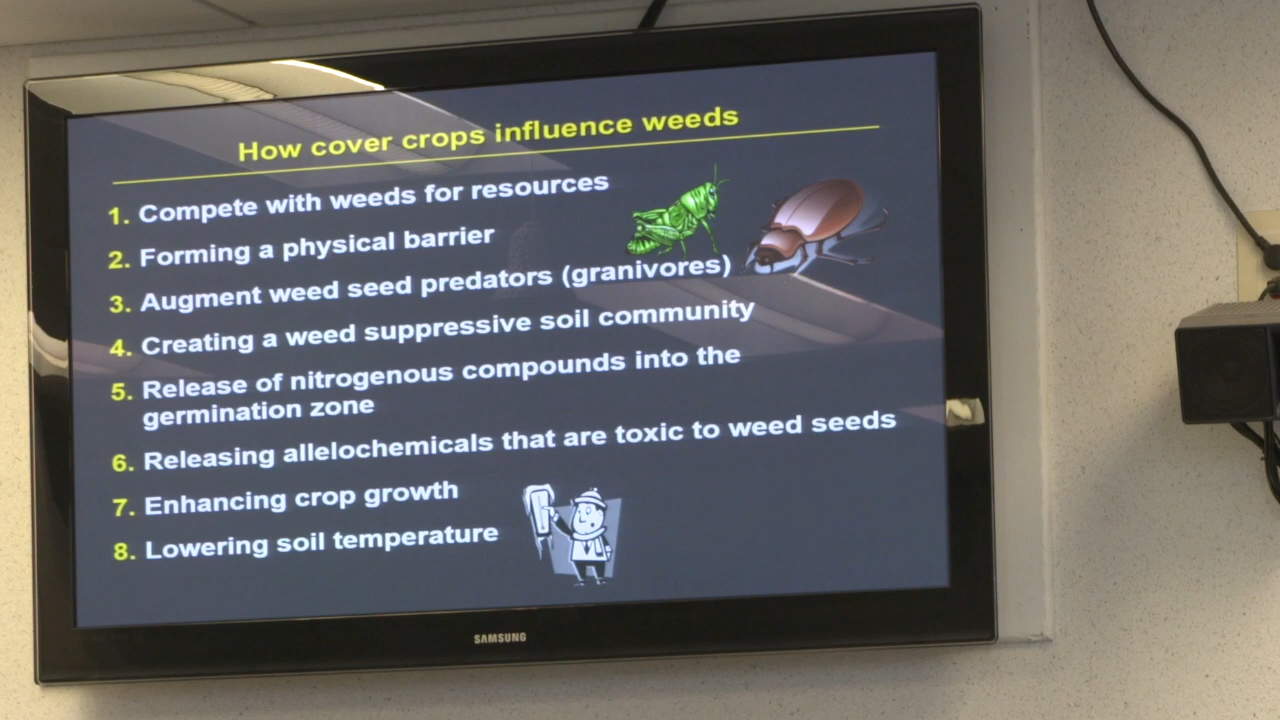 How cover crops influence weeds
1. Compete with weeds for resources
2. Forming a physical barrier
3. Augment weed seed predators (granivores)
4. Creating a weed suppressive soil community
5. Release of nitrogenous compounds into the
germination zone
6. Releasing allelochemicals that are toxic to weed seeds
7. Enhancing crop growth
8. Lowering soil temperature
SAMSUNG